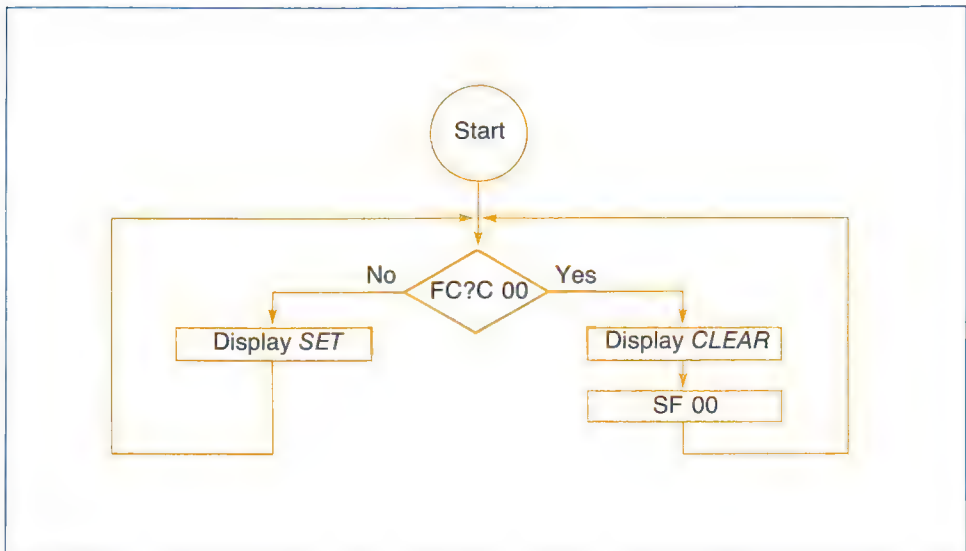 Start
No
FC?C 00
Yes
Display SET
Display CLEAR
SF 00